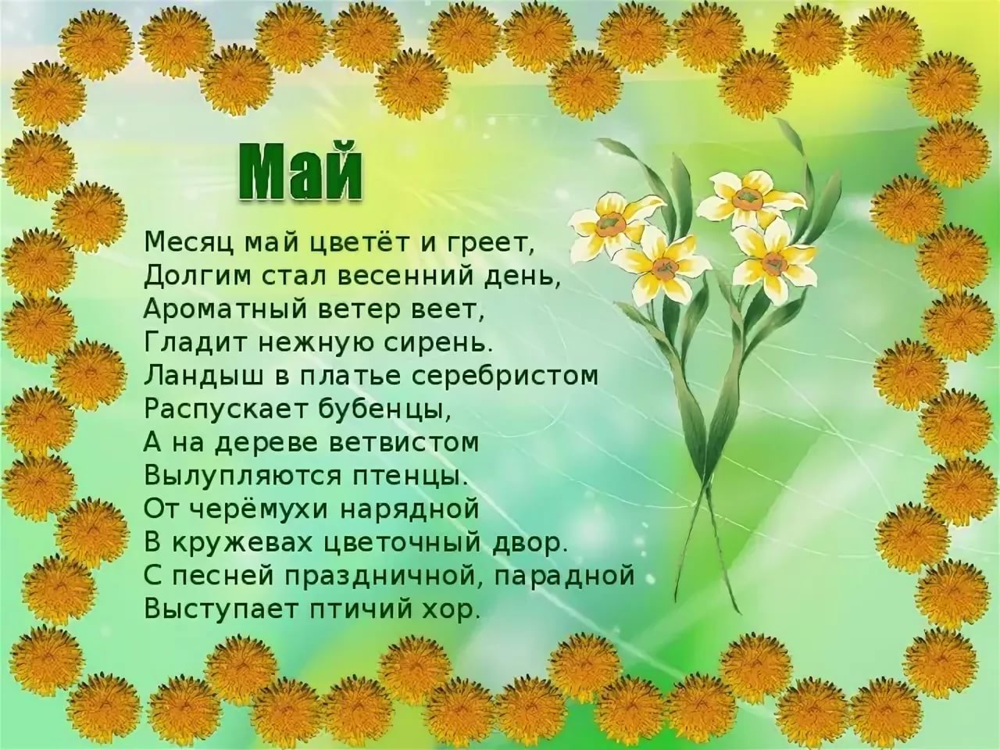 Май
Месяц май цветёт и греет,
Долгим стал весенний день,
Ароматный ветер веет,
Гладит нежную сирень.
Ландыш в платье серебристом
Распускает бубенцы,
А на дереве ветвистом
Вылупляются птенцы.
От черёмухи нарядной
В кружевах цветочный двор.
С песней праздничной, парадной
Выступает птичий хор.